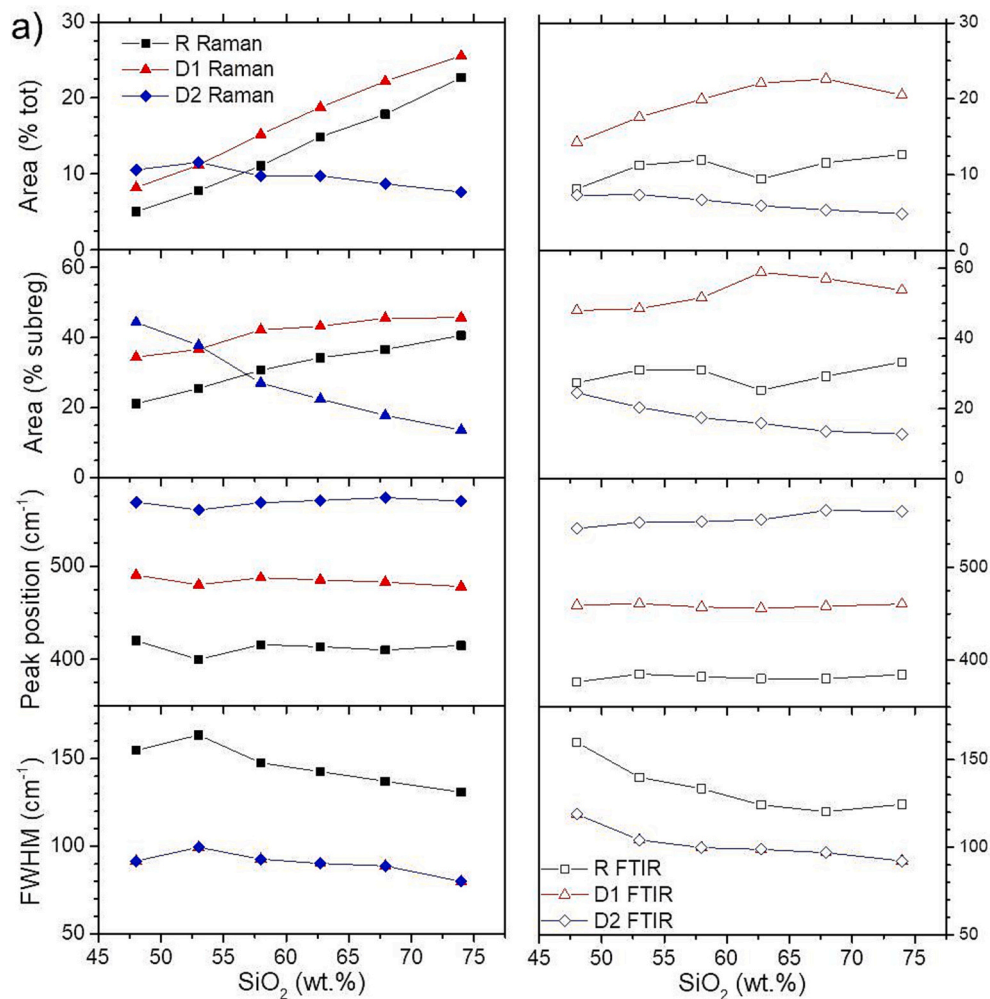 a)
R Raman
D1 Raman
D2 Raman
Area (% tot)
30
20
10
0
30
20
10
0
Area (% subreg)
60
40
20
0
60
40
20
0
Peak position (cm⁻¹)
500
400
500
400
FWHM (cm⁻¹)
150
100
50
150
100
50
R FTIR
D1 FTIR
D2 FTIR
45 50 55 60 65 70 75
45 50 55 60 65 70 75
SiO₂ (wt.%)
SiO₂ (wt.%)